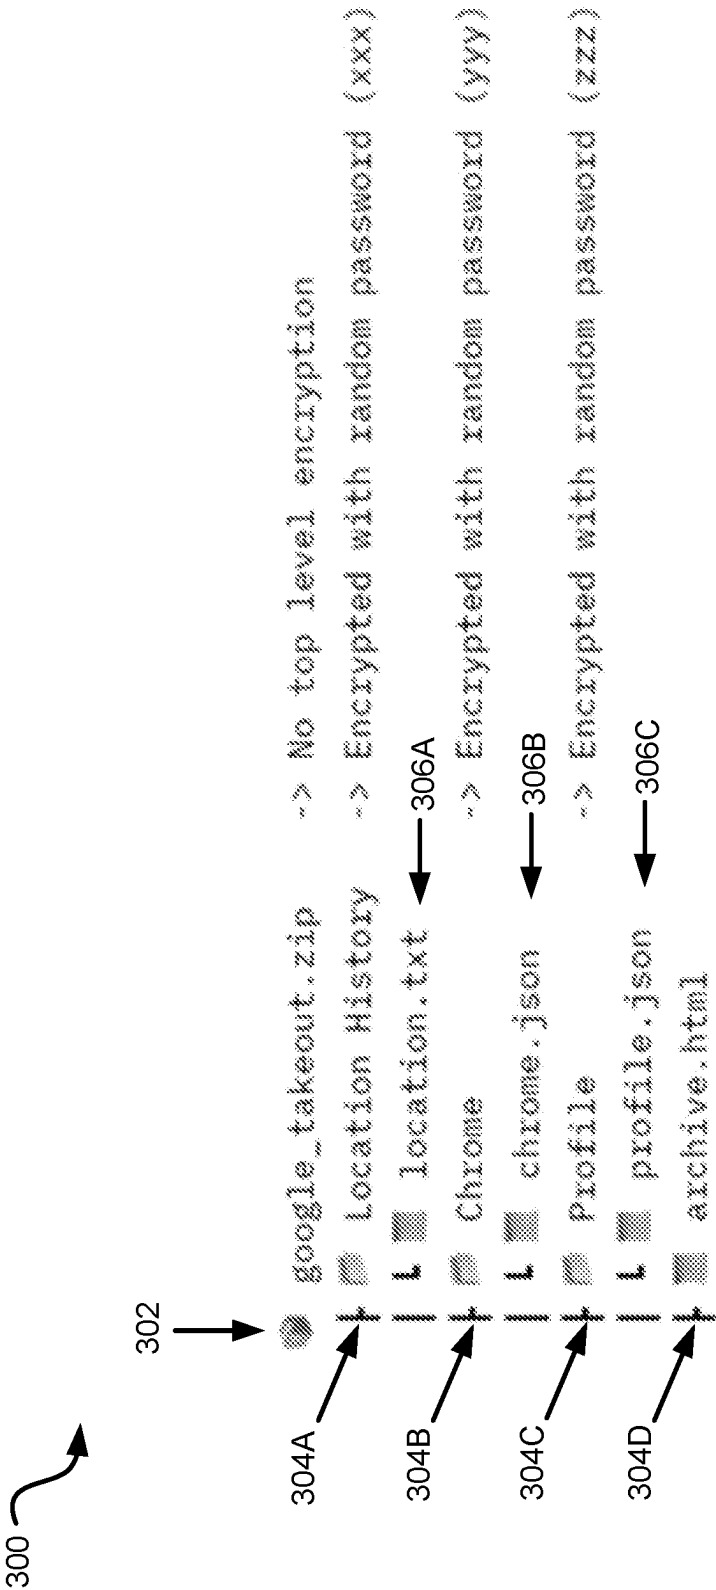 300
302
google_takeout.zip -> No top level encryption
304A
Location History -> Encrypted with random password (xxx)
location.txt
306A
304B
Chrome -> Encrypted with random password (yyy)
chrome.json
306B
304C
Profile -> Encrypted with random password (zzz)
profile.json
306C
304D
archive.html